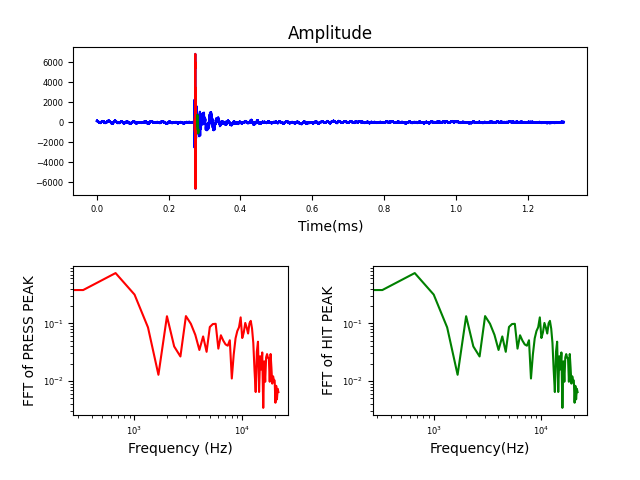 Amplitude
6000
4000
2000
0
−2000
−4000
−6000
0.0 0.2 0.4 0.6 0.8 1.0 1.2
Time(ms)
FFT of PRESS PEAK
10⁻¹
10⁻²
10³ 10⁴
Frequency (Hz)
FFT of HIT PEAK
10⁻¹
10⁻²
10³ 10⁴
Frequency(Hz)